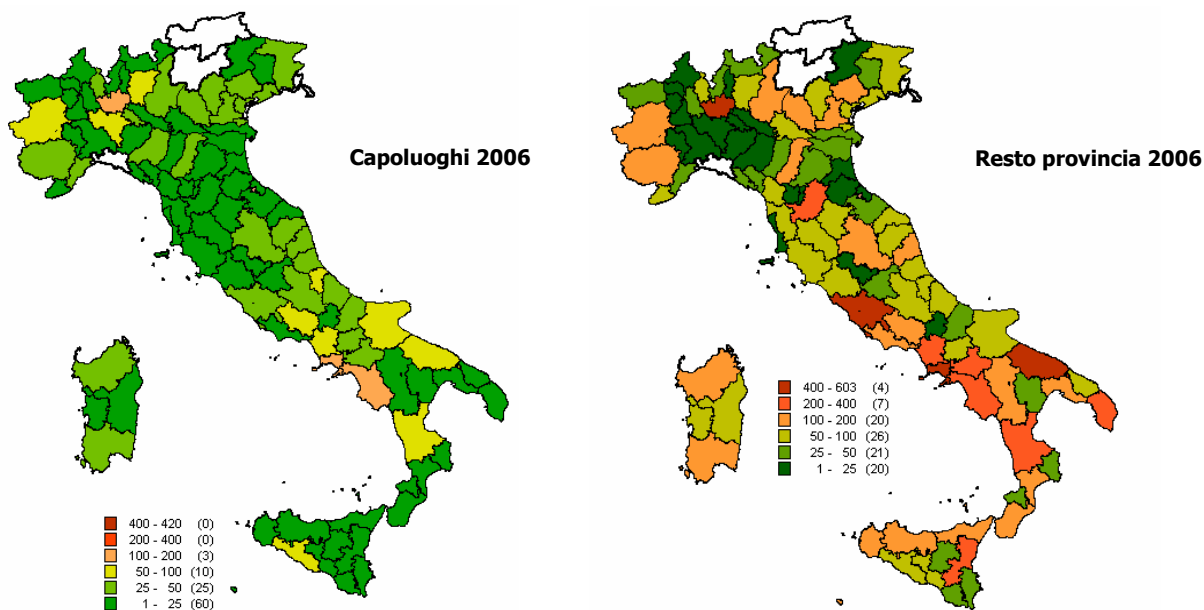 Capoluoghi 2006
400 - 420 (0)
200 - 400 (0)
100 - 200 (3)
50 - 100 (10)
25 - 50 (25)
1 - 25 (60)
Resto provincia 2006
400 - 603 (4)
200 - 400 (7)
100 - 200 (20)
50 - 100 (26)
25 - 50 (21)
1 - 25 (20)